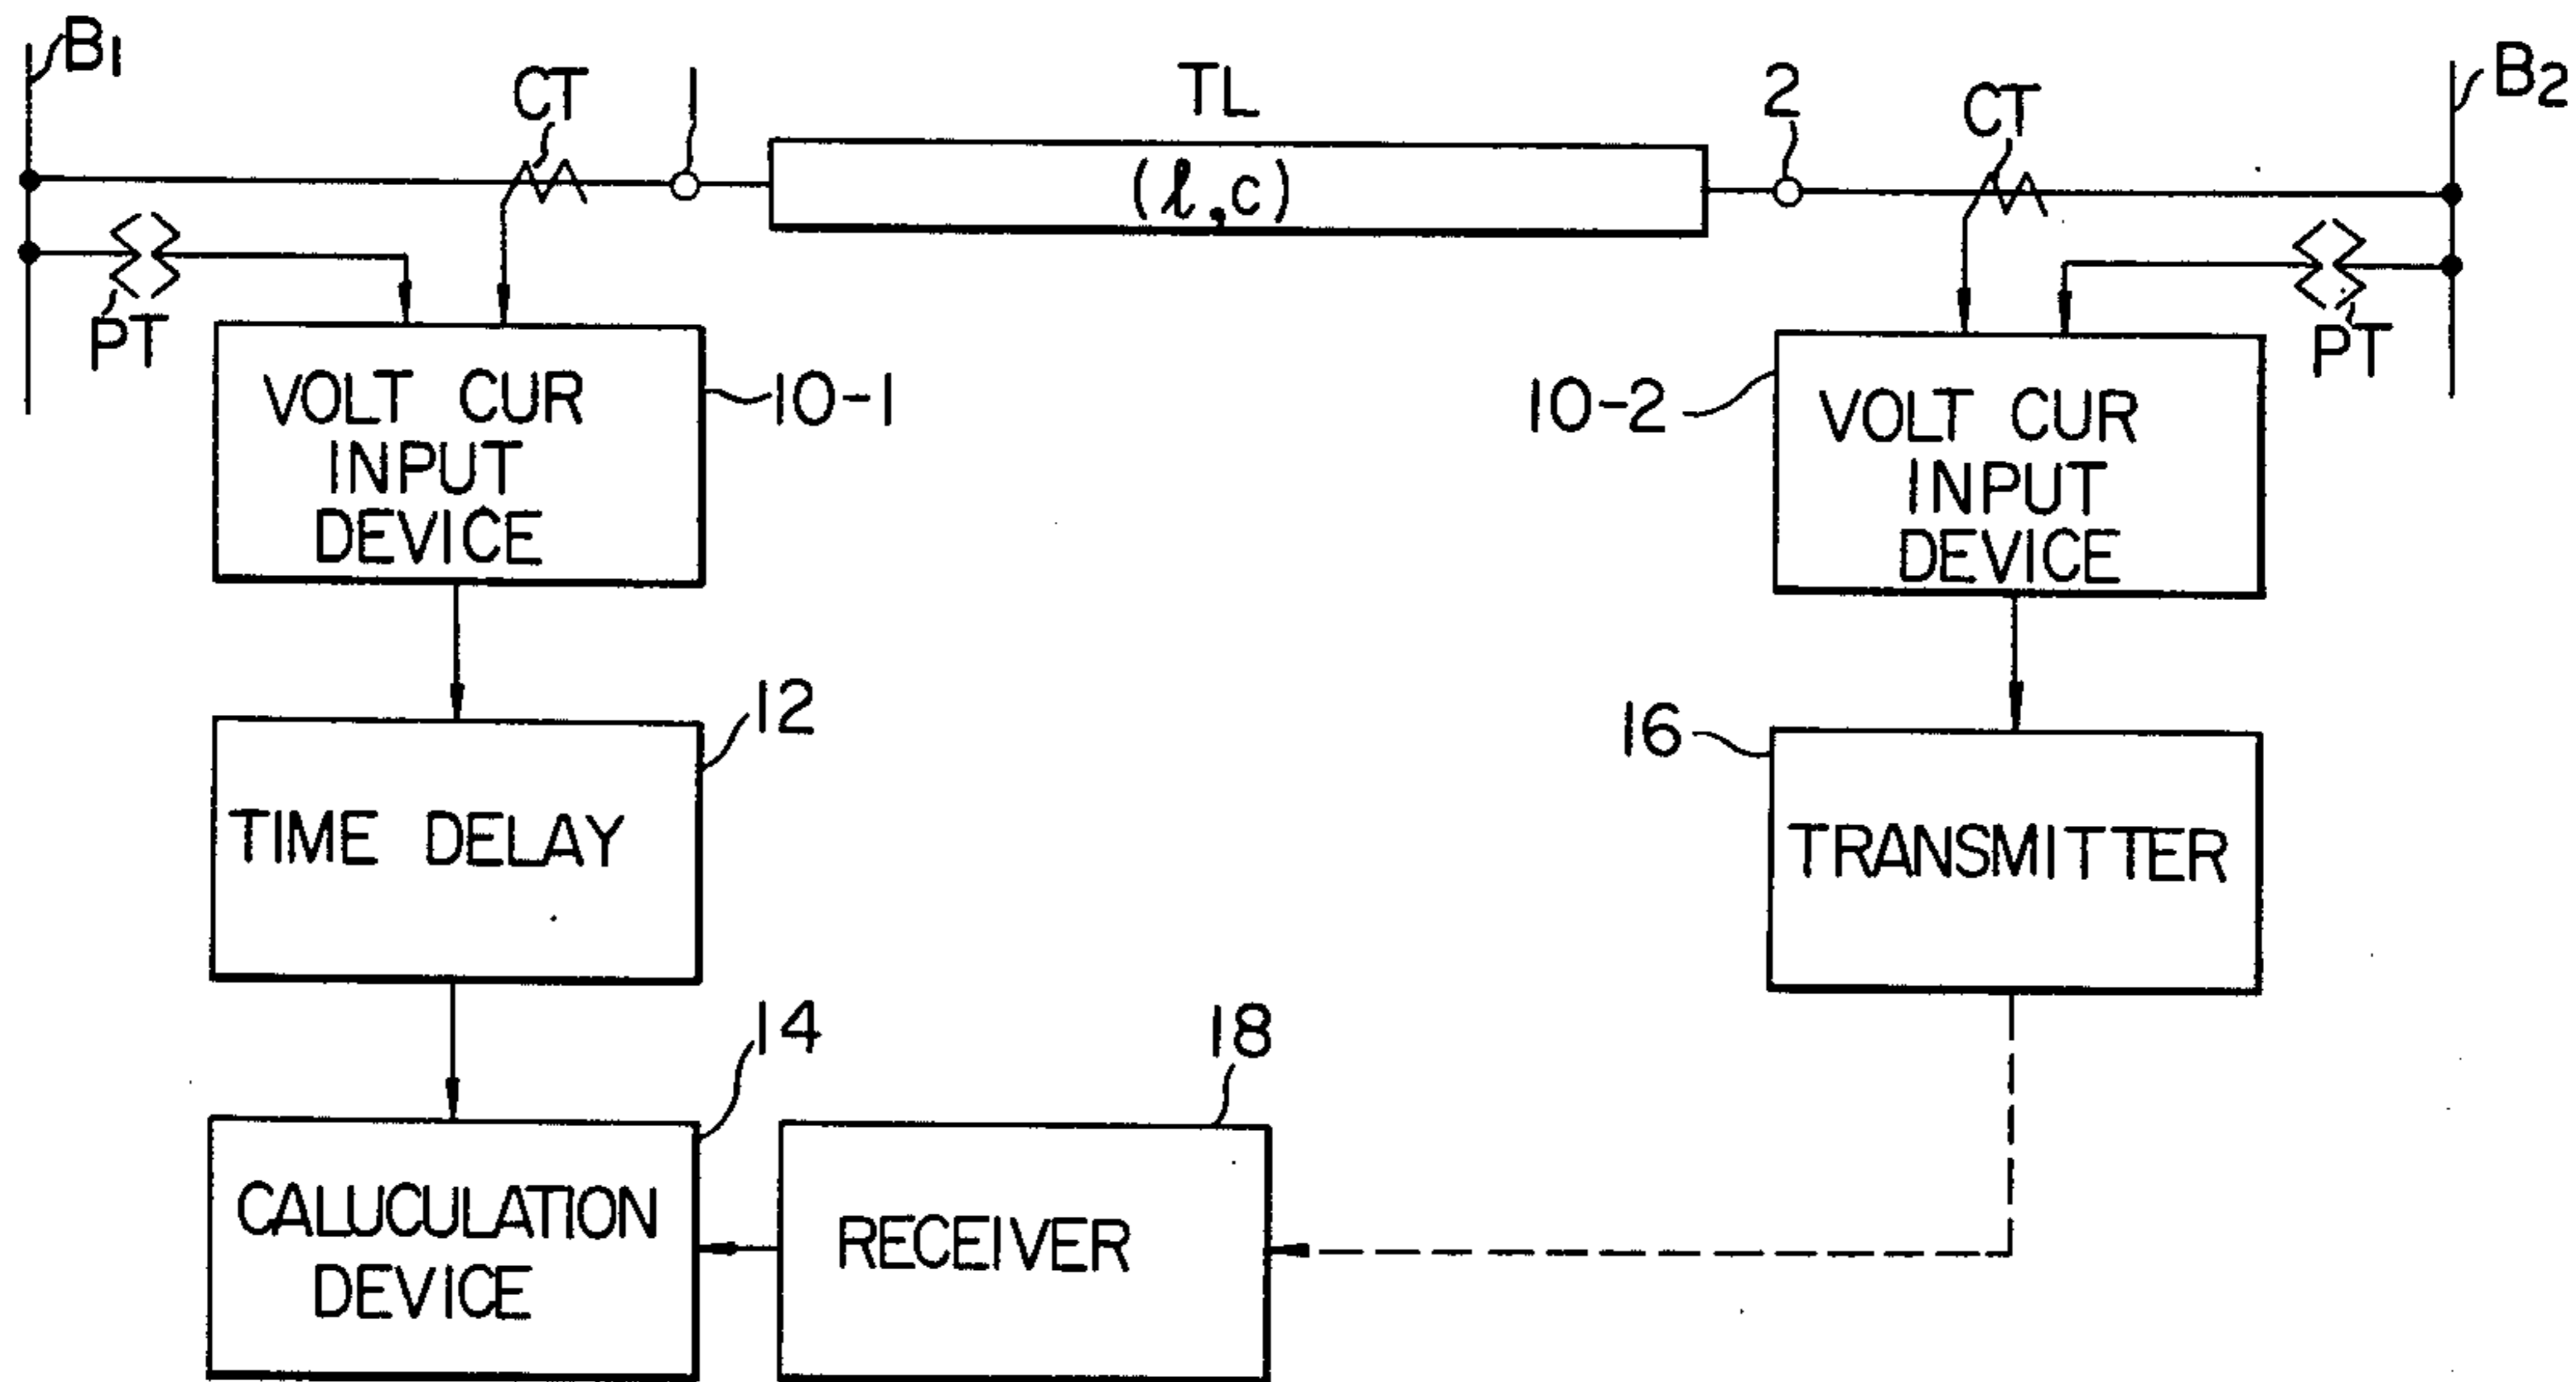 B1
CT
1
TL
2
CT
B2
(l,c)
PT
PT
VOLT CUR
INPUT
DEVICE
10-1
10-2
VOLT CUR
INPUT
DEVICE
12
16
TIME DELAY
TRANSMITTER
14
18
CALUCULATION
DEVICE
RECEIVER